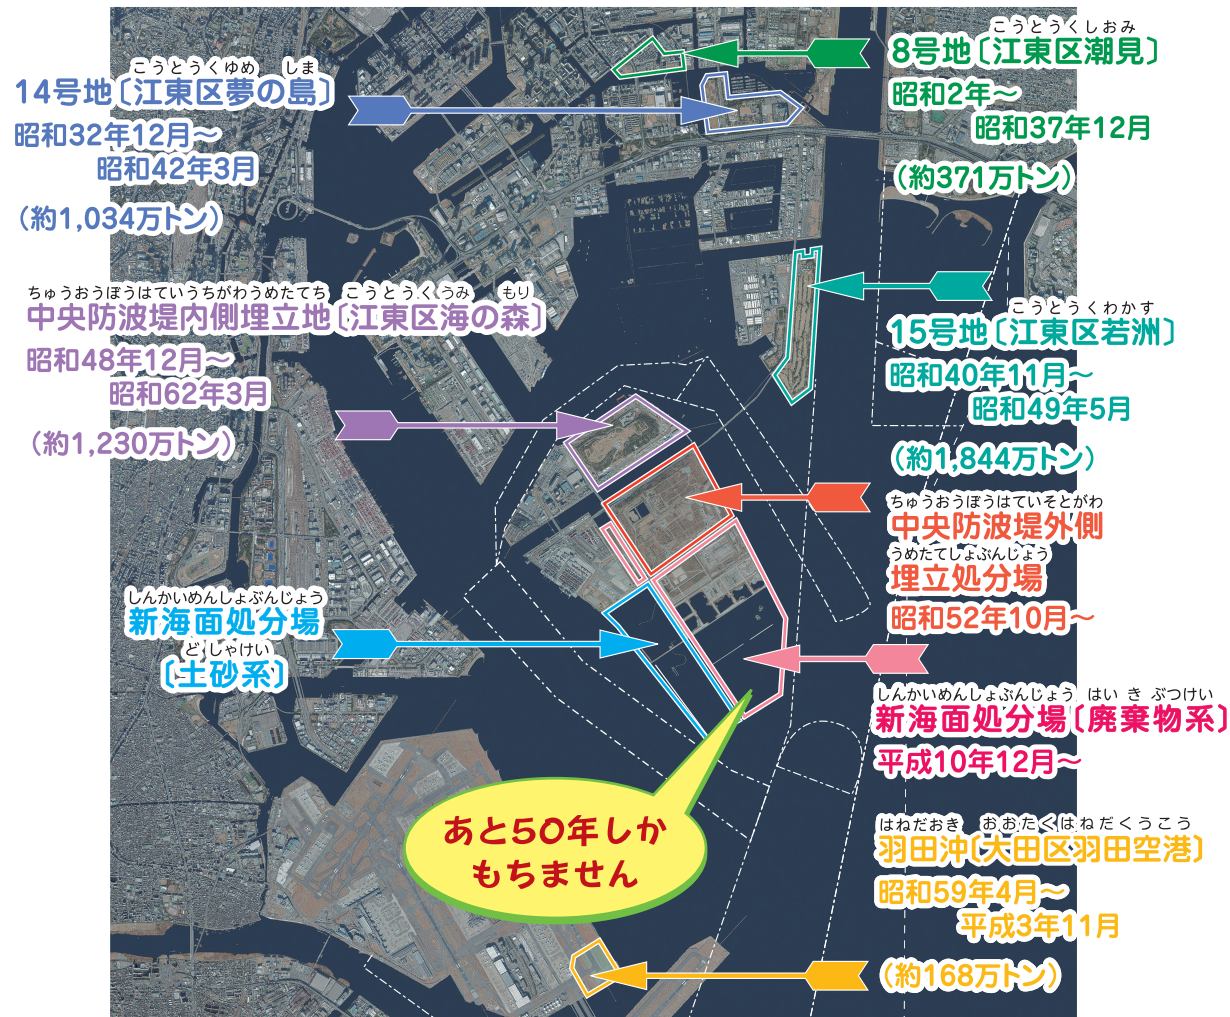 こうとうくしおみ
8号地〔江東区潮見〕
昭和2年～
昭和37年12月
（約371万トン）
こうとうくゆめ しま
14号地〔江東区夢の島〕
昭和32年12月～
昭和42年3月
（約1,034万トン）
ちゅうおうぼうはていうちがわうめたてち こうとうくうみ もり
中央防波堤内側埋立地〔江東区海の森〕
昭和48年12月～
昭和62年3月
（約1,230万トン）
こうとうくわかす
15号地〔江東区若洲〕
昭和40年11月～
昭和49年5月
（約1,844万トン）
ちゅうおうぼうはていそとがわ
中央防波堤外側
うめたてしょぶんじょう
埋立処分場
昭和52年10月～
しんかいめんしょぶんじょう
新海面処分場
どしゃけい
〔土砂系〕
しんかいめんしょぶんじょう はいきぶつけい
新海面処分場〔廃棄物系〕
平成10年12月～
あと50年しか
もちません
はねだおき おおたくはねだくうこう
羽田沖〔大田区羽田空港〕
昭和59年4月～
平成3年11月
（約168万トン）